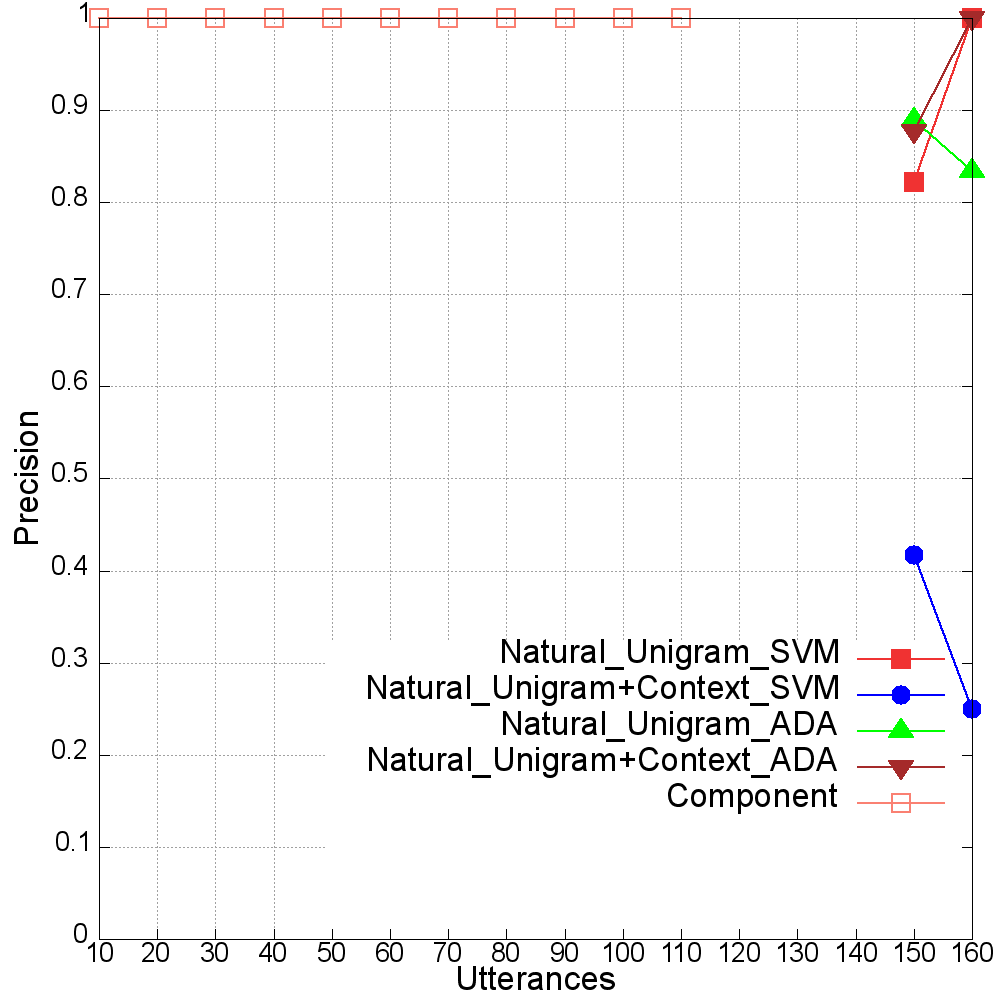 1
0.9
0.8
0.7
0.6
0.5
0.4
0.3
0.2
0.1
0
Precision
Natural_Unigram_SVM
Natural_Unigram+Context_SVM
Natural_Unigram_ADA
Natural_Unigram+Context_ADA
Component
10 20 30 40 50 60 70 80 90 100 110 120 130 140 150 160
Utterances